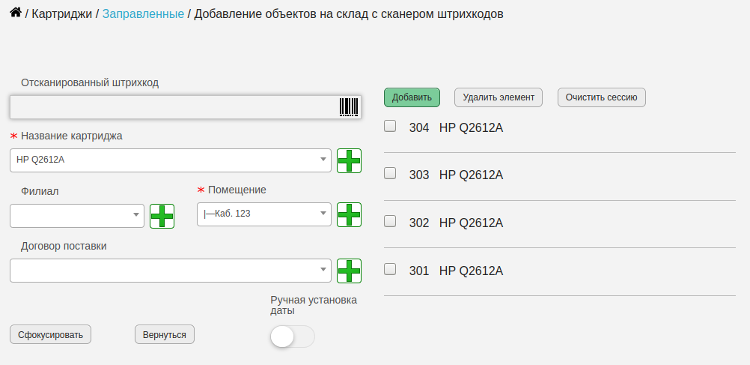 / Картриджи / Заправленные / Добавление объектов на склад с сканером штрихкодов
Отсканированный штрихкод
* Название картриджа
HP Q2612A
Филиал
* Помещение
|—Каб. 123
Договор поставки
Ручная установка
даты
Сфокусировать
Вернуться
Добавить
Удалить элемент
Очистить сессию
304 HP Q2612A
303 HP Q2612A
302 HP Q2612A
301 HP Q2612A